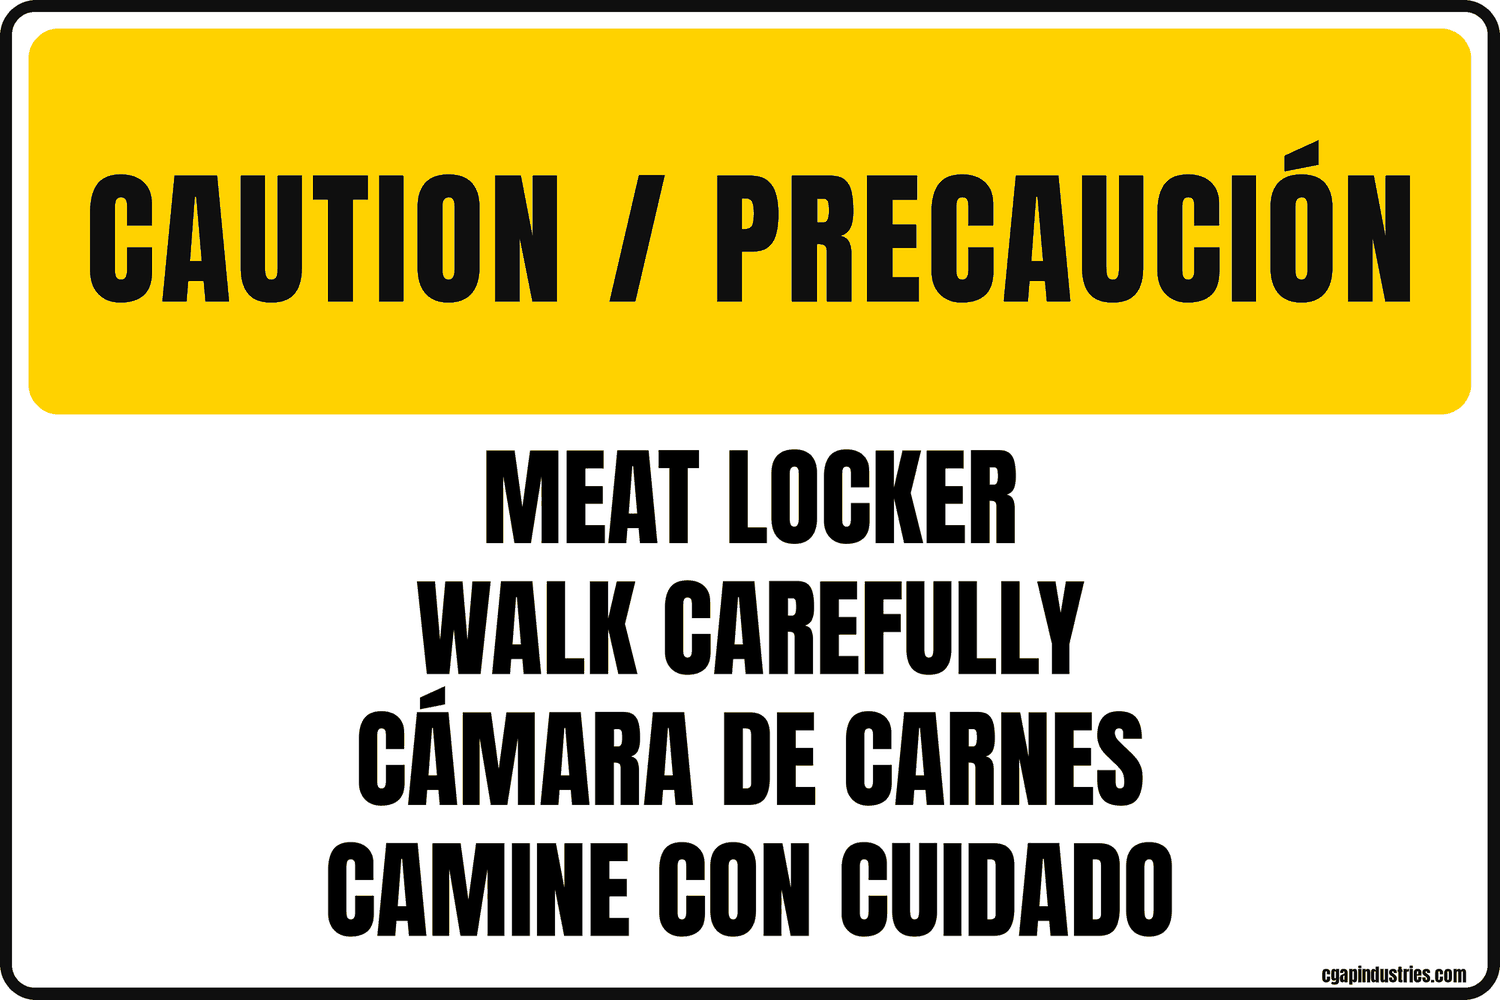 CAUTION / PRECAUCIÓN
MEAT LOCKER
WALK CAREFULLY
CÁMARA DE CARNES
CAMINE CON CUIDADO
cgapindustries.com